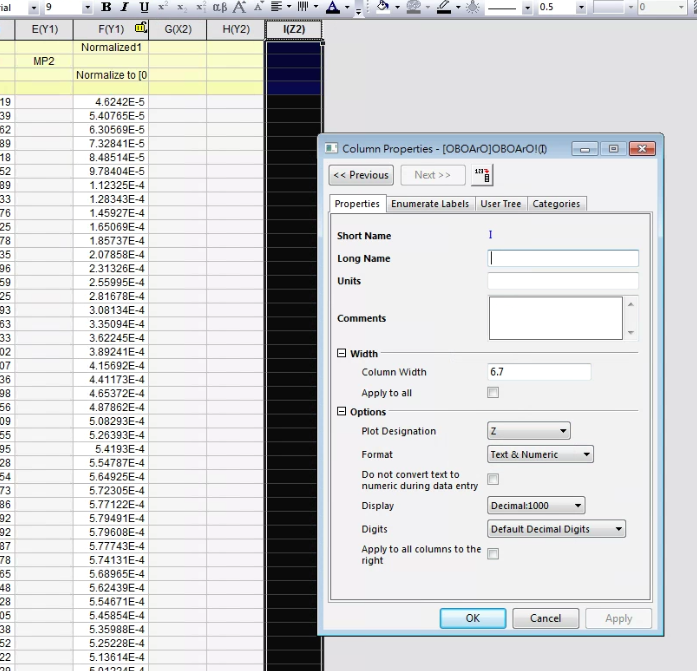 ial 9 B I U x² x₂ x αβ A A A 0.5 0
E(Y1) F(Y1) G(X2) H(Y2) I(Z2)
Normalized1
MP2
Normalize to [0
19 4.6242E-5
39 5.40765E-5
62 6.30569E-5
89 7.32841E-5
18 8.48514E-5
52 9.78404E-5
89 1.12325E-4
33 1.28343E-4
76 1.45927E-4
25 1.65069E-4
78 1.85737E-4
35 2.07858E-4
96 2.31326E-4
59 2.55995E-4
25 2.81678E-4
93 3.08134E-4
63 3.35094E-4
33 3.62245E-4
02 3.89241E-4
07 4.15692E-4
36 4.41173E-4
98 4.65372E-4
56 4.87862E-4
09 5.08293E-4
55 5.26393E-4
95 5.4193E-4
28 5.54787E-4
54 5.64925E-4
73 5.72305E-4
86 5.77122E-4
92 5.79491E-4
92 5.79608E-4
87 5.77743E-4
78 5.74131E-4
65 5.68965E-4
48 5.62439E-4
28 5.54671E-4
05 5.45854E-4
38 5.35988E-4
52 5.25228E-4
22 5.13614E-4
Column Properties - [OBOArO]OBOArO!(I)
<< Previous Next >>
Properties Enumerate Labels User Tree Categories
Short Name I
Long Name
Units
Comments
Width
Column Width 6.7
Apply to all
Options
Plot Designation Z
Format Text & Numeric
Do not convert text to
numeric during data entry
Display Decimal:1000
Digits Default Decimal Digits
Apply to all columns to the
right
OK Cancel Apply